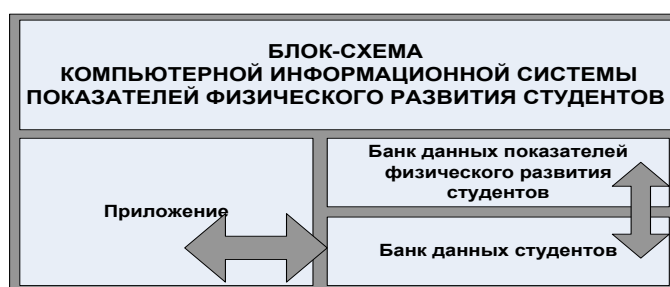 БЛОК-СХЕМА
КОМПЬЮТЕРНОЙ ИНФОРМАЦИОННОЙ СИСТЕМЫ
ПОКАЗАТЕЛЕЙ ФИЗИЧЕСКОГО РАЗВИТИЯ СТУДЕНТОВ
Приложение
Банк данных показателей
физического развития
студентов
Банк данных студентов